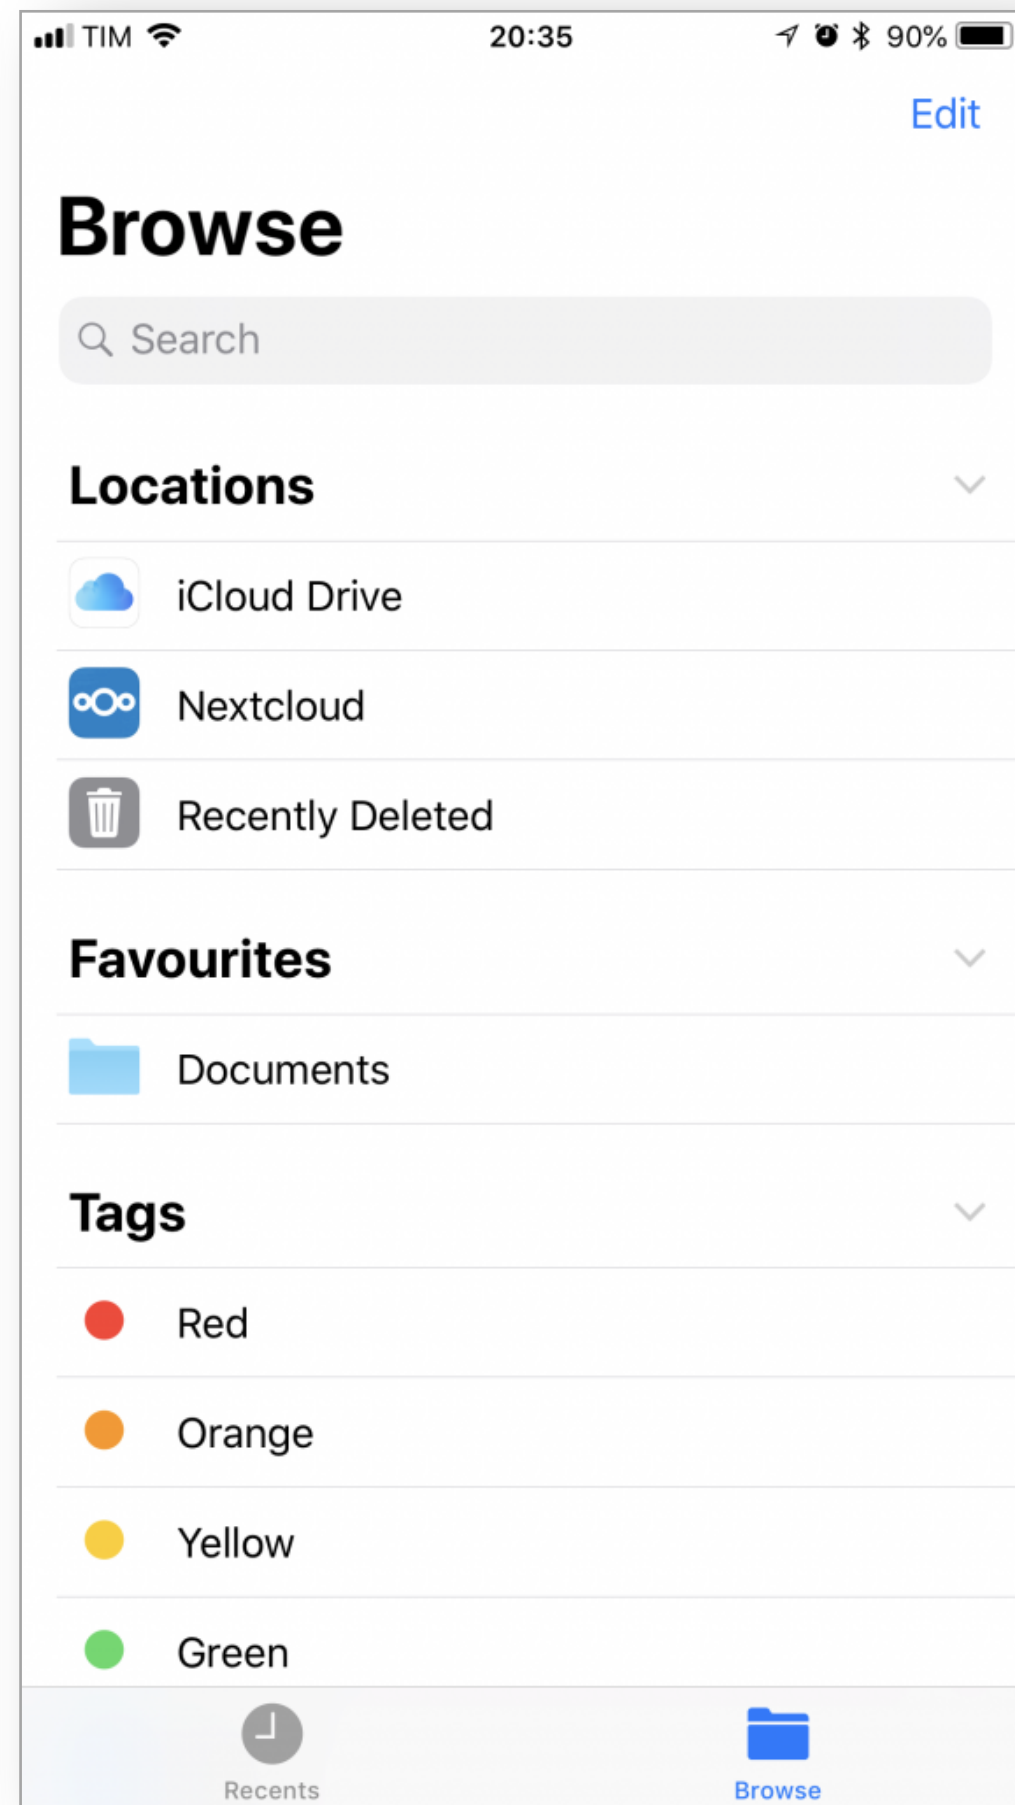 TIM 20:35 90%
Edit
Browse
Search
Locations
iCloud Drive
Nextcloud
Recently Deleted
Favourites
Documents
Tags
Red
Orange
Yellow
Green
Recents Browse